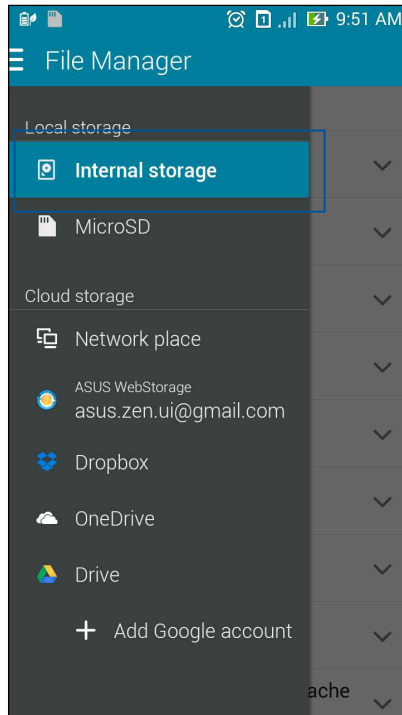 1 9:51 AM
File Manager
Local storage
Internal storage
MicroSD
Cloud storage
Network place
ASUS WebStorage
asus.zen.ui@gmail.com
Dropbox
OneDrive
Drive
+ Add Google account
ache